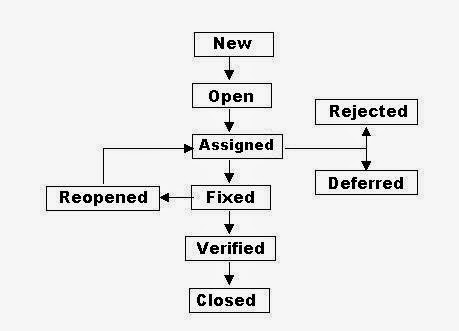 New
Open
Rejected
Assigned
Deferred
Reopened
Fixed
Verified
Closed